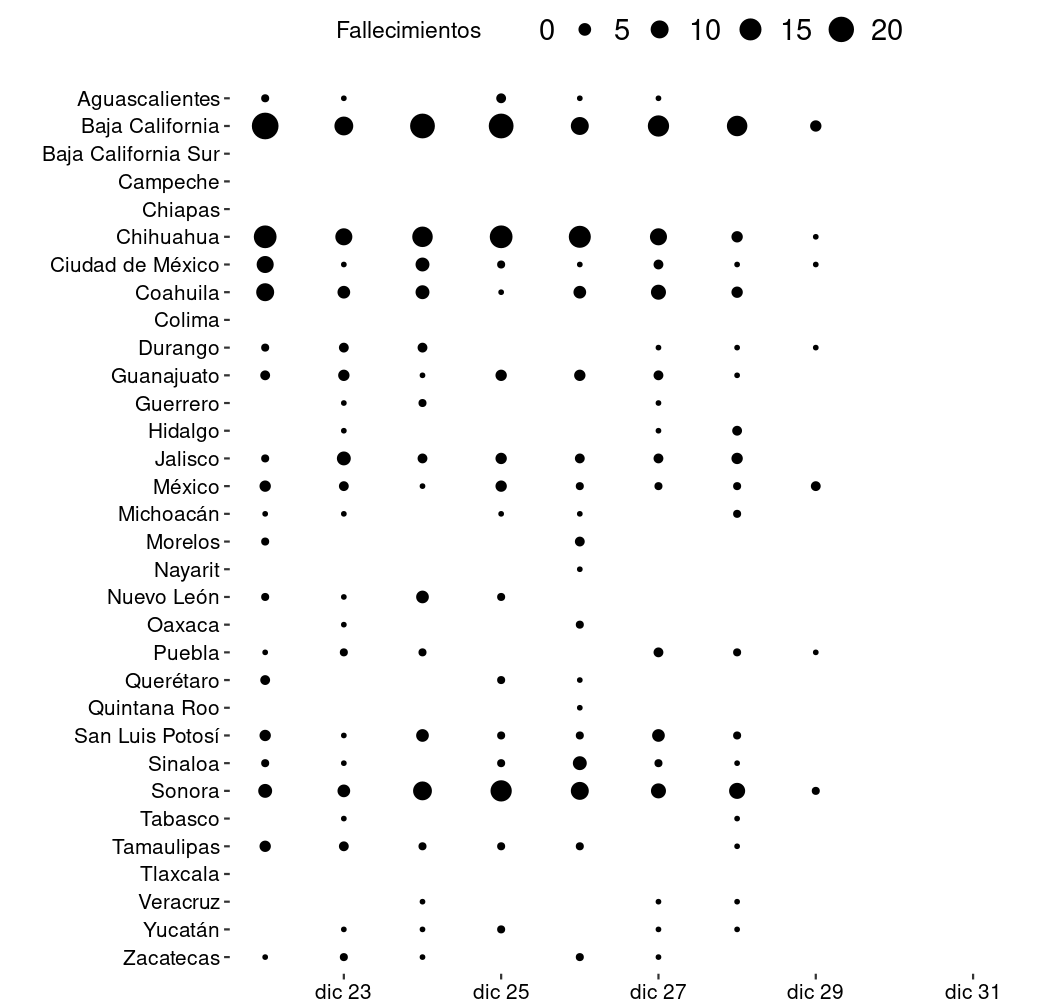 Fallecimientos 0 5 10 15 20
Aguascalientes
Baja California
Baja California Sur
Campeche
Chiapas
Chihuahua
Ciudad de México
Coahuila
Colima
Durango
Guanajuato
Guerrero
Hidalgo
Jalisco
México
Michoacán
Morelos
Nayarit
Nuevo León
Oaxaca
Puebla
Querétaro
Quintana Roo
San Luis Potosí
Sinaloa
Sonora
Tabasco
Tamaulipas
Tlaxcala
Veracruz
Yucatán
Zacatecas
dic 23 dic 25 dic 27 dic 29 dic 31